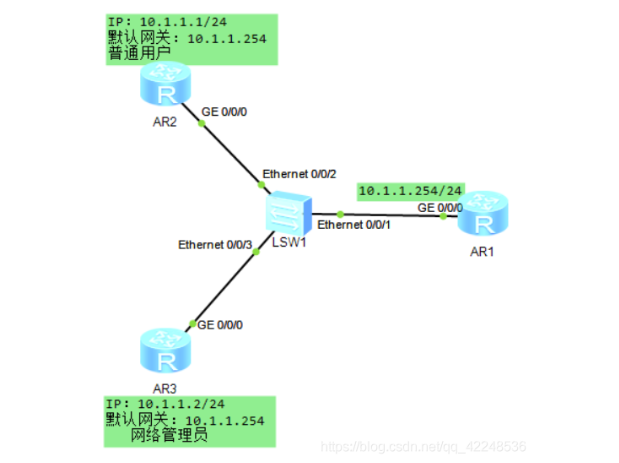 IP: 10.1.1.1/24
默认网关: 10.1.1.254
普通用户
R
AR2
GE 0/0/0
Ethernet 0/0/2
10.1.1.254/24
GE 0/0/0
R
AR1
Ethernet 0/0/1
LSW1
Ethernet 0/0/3
GE 0/0/0
R
AR3
IP: 10.1.1.2/24
默认网关: 10.1.1.254
网络管理员
https://blog.csdn.net/qq_42248536